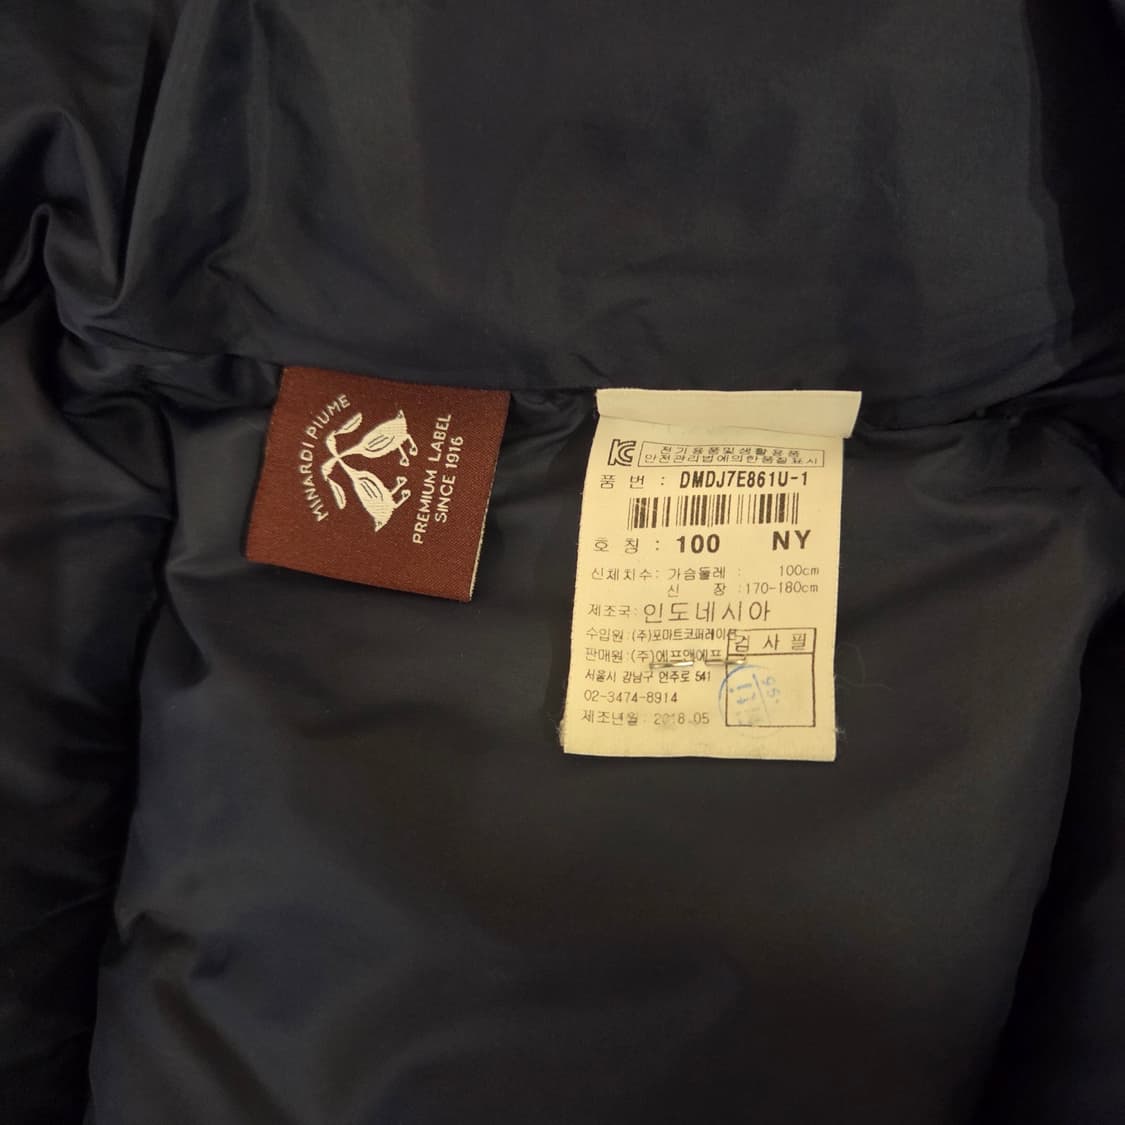 MINARDI PIUME
PREMIUM LABEL
SINCE 1916
전기용품및생활용품
안전관리법에의한품질표시
품 번 : DMDJ7E861U-1
호 칭 : 100 NY
신체치수: 가슴둘레 : 100cm
신 장 :170-180cm
제조국: 인도네시아
수입원:(주)포마트코퍼레이션
판매원:(주)에프앤에프
검사필
서울시 강남구 언주로 541
02-3474-8914
제조년월: 2018.05